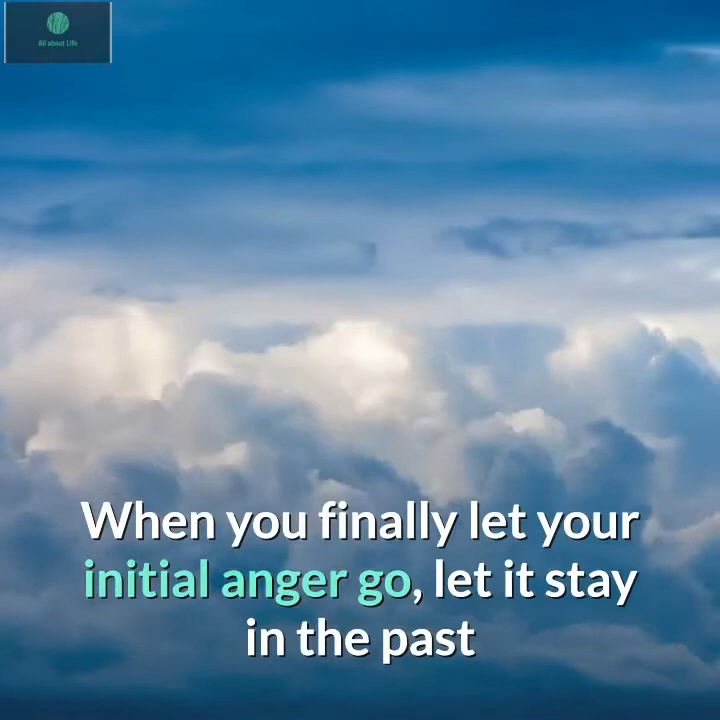 All about Life
When you finally let your
initial anger go, let it stay
in the past